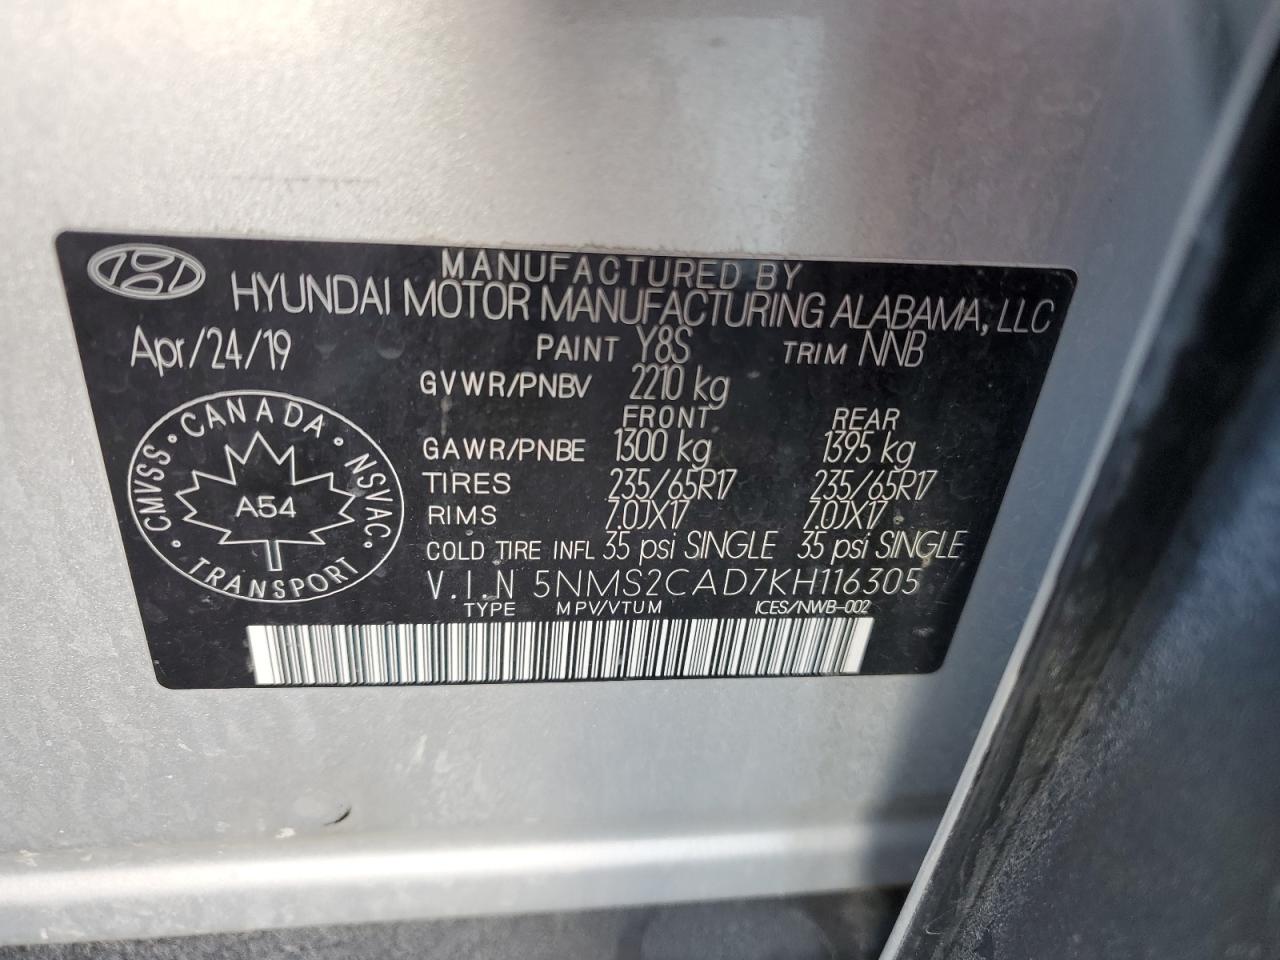 MANUFACTURED BY
HYUNDAI MOTOR MANUFACTURING ALABAMA, LLC
Apr/24/19 PAINT Y8S TRIM NNB
GVWR/PNBV 2210 kg
FRONT REAR
GAWR/PNBE 1300 kg 1395 kg
TIRES 235/65R17 235/65R17
RIMS 7.0JX17 7.0JX17
COLD TIRE INFL 35 psi SINGLE 35 psi SINGLE
V.I.N 5NMS2CAD7KH116305
TYPE MPV/VTUM ICES/NWB-002
CMVSS • CANADA • NSVAC •
A54
TRANSPORT •